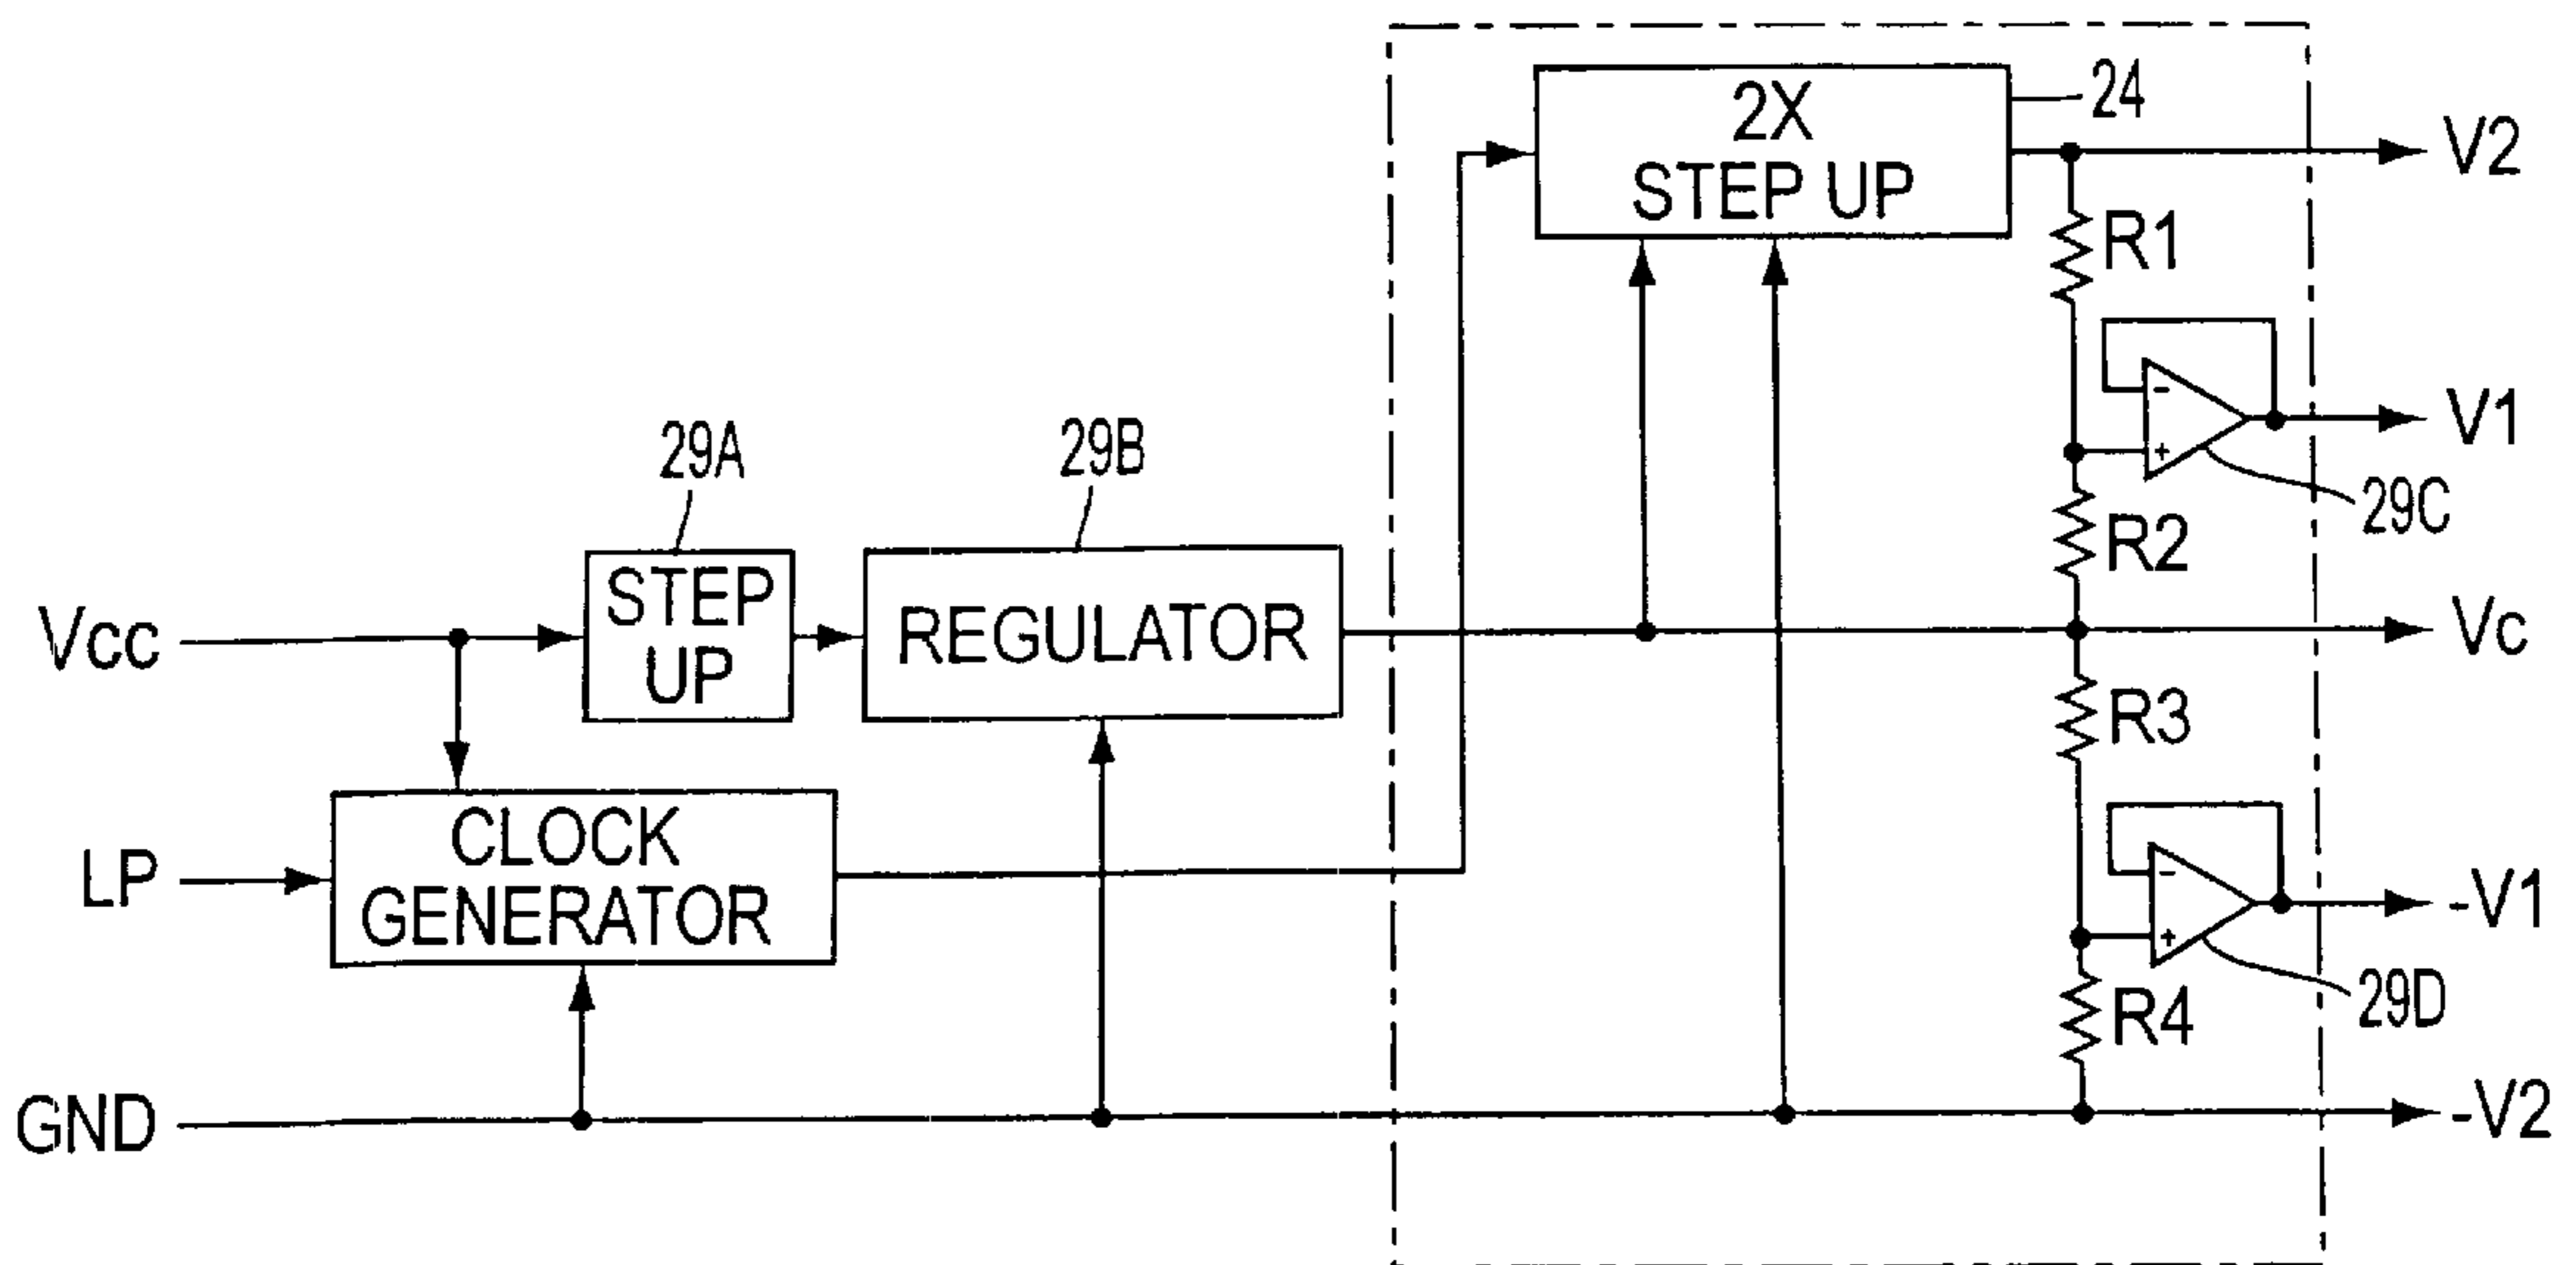 2X
STEP UP
24
V2
R1
-
+
V1
29C
R2
29A
29B
Vcc
STEP
UP
REGULATOR
Vc
R3
LP
CLOCK
GENERATOR
-
+
-V1
29D
R4
GND
-V2